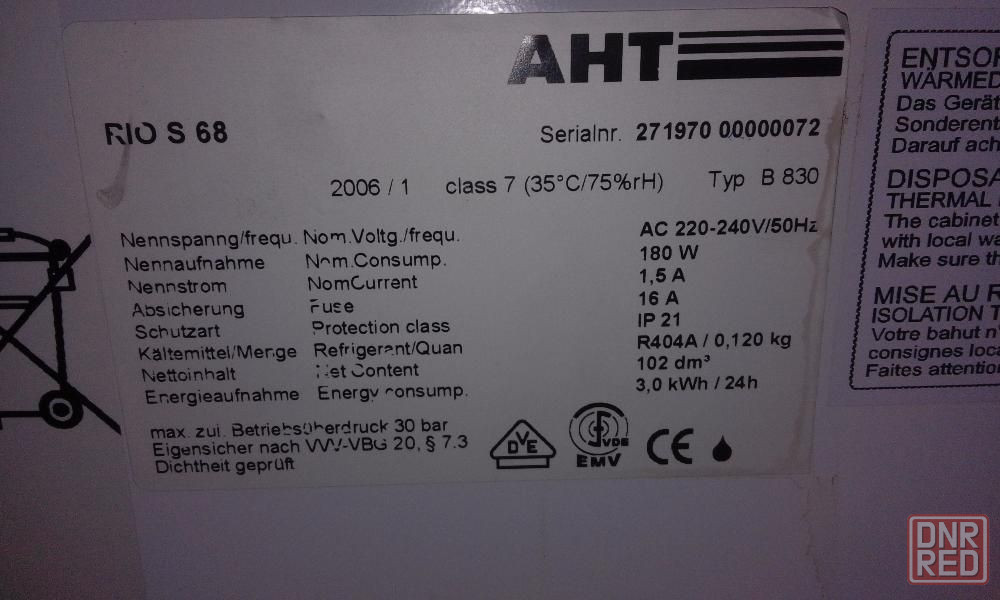 AHT
RIO S 68
Serialnr. 271970 00000072
2006 / 1 class 7 (35°C/75%rH) Typ B 830
Nennspanng/frequ. Nom.Voltg./frequ. AC 220-240V/50Hz
Nennaufnahme Nom.Consump. 180 W
Nennstrom NomCurrent 1,5 A
Absicherung Fuse 16 A
Schutzart Protection class IP 21
Kältemittel/Menge Refrigerant/Quan R404A / 0,120 kg
Nettoinhalt Net Content 102 dm³
Energieaufnahme Energy consump. 3,0 kWh / 24h
max. zul. Betriebsüberdruck 30 bar
Eigensicher nach VBG 20, § 7.3
Dichtheit geprüft
DVE
VDE
EMV
CE
ENTSOR
WÄRMED
Das Gerät
Sonderent
Darauf ach
DISPOSA
THERMAL
The cabinet
with local wa
Make sure th
MISE AU R
ISOLATION T
Votre bahut n'
consignes loca
Faites attentio
DNR
RED